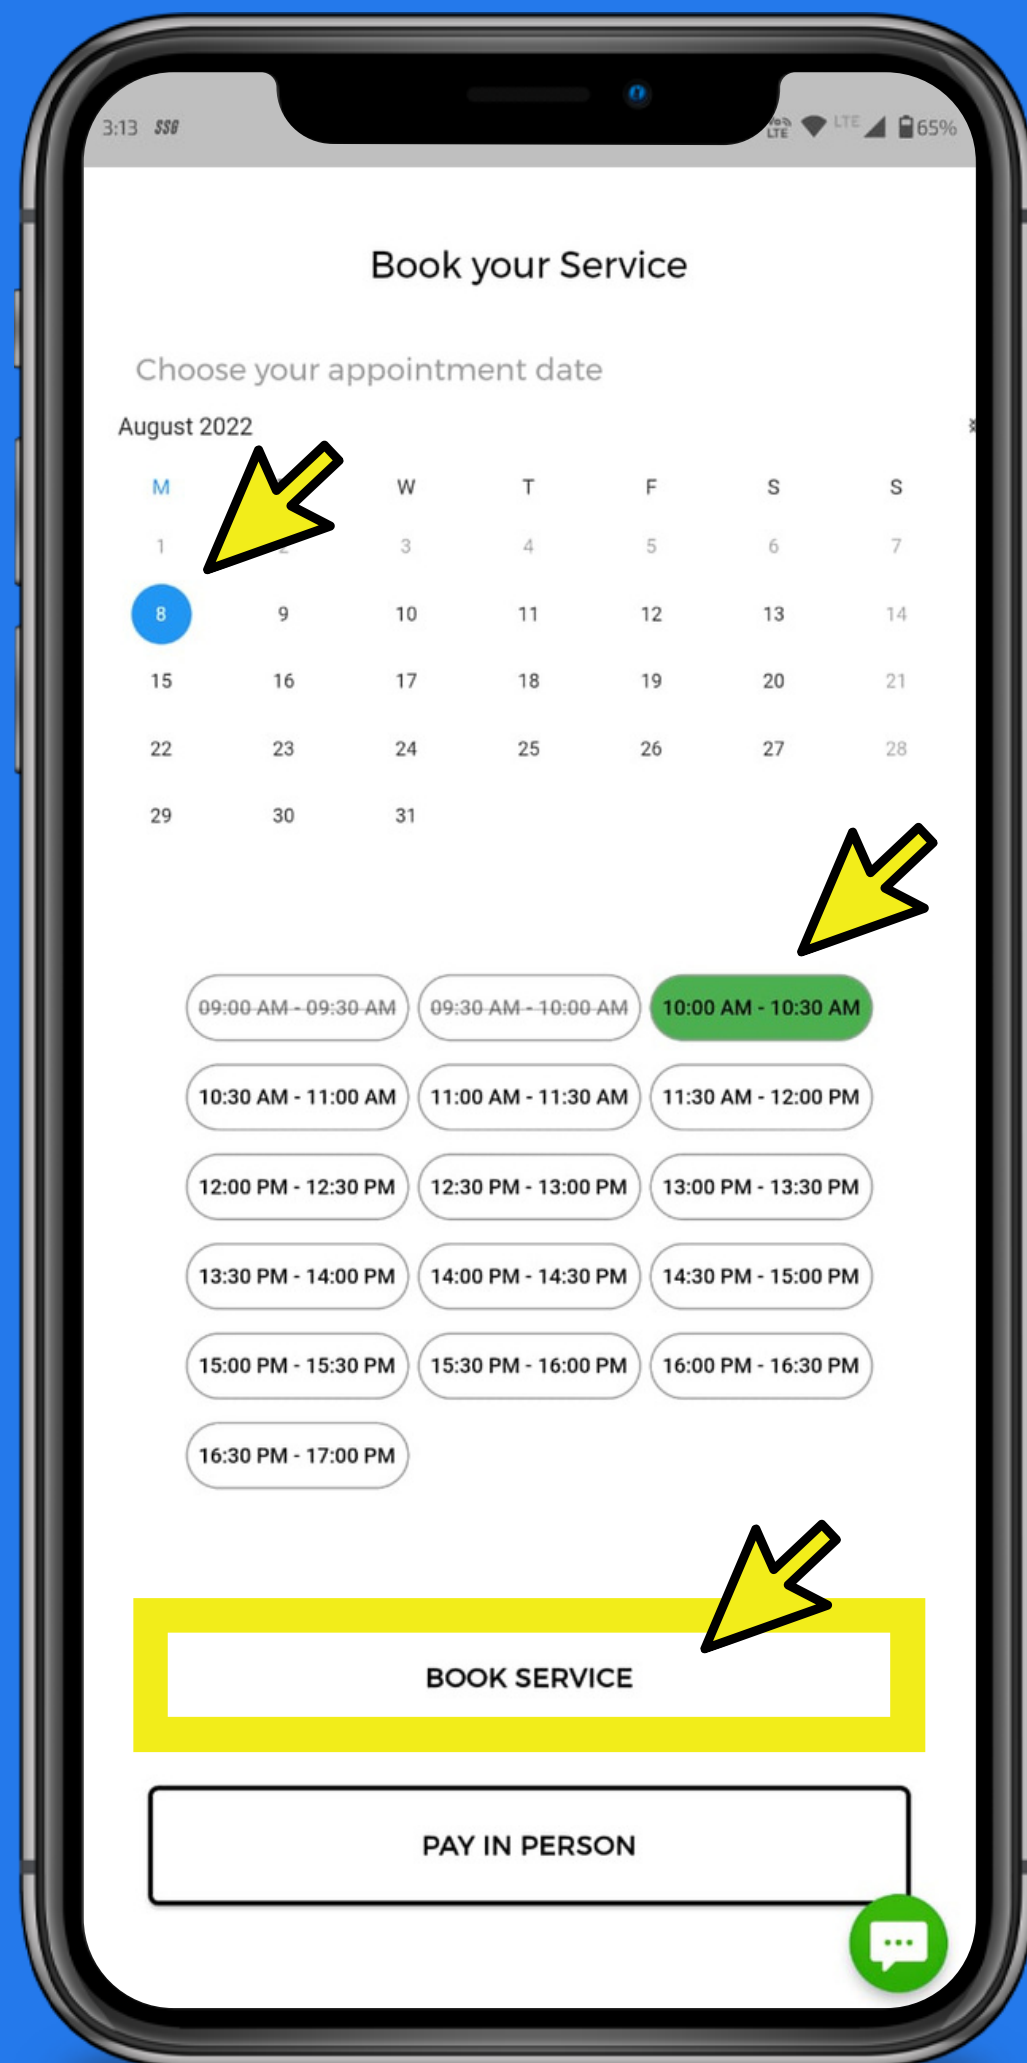 3:13 SSG VoD LTE LTE 65%
Book your Service
Choose your appointment date
August 2022
M W T F S S
1 2 3 4 5 6 7
8 9 10 11 12 13 14
15 16 17 18 19 20 21
22 23 24 25 26 27 28
29 30 31
09:00 AM - 09:30 AM 09:30 AM - 10:00 AM 10:00 AM - 10:30 AM
10:30 AM - 11:00 AM 11:00 AM - 11:30 AM 11:30 AM - 12:00 PM
12:00 PM - 12:30 PM 12:30 PM - 13:00 PM 13:00 PM - 13:30 PM
13:30 PM - 14:00 PM 14:00 PM - 14:30 PM 14:30 PM - 15:00 PM
15:00 PM - 15:30 PM 15:30 PM - 16:00 PM 16:00 PM - 16:30 PM
16:30 PM - 17:00 PM
BOOK SERVICE
PAY IN PERSON